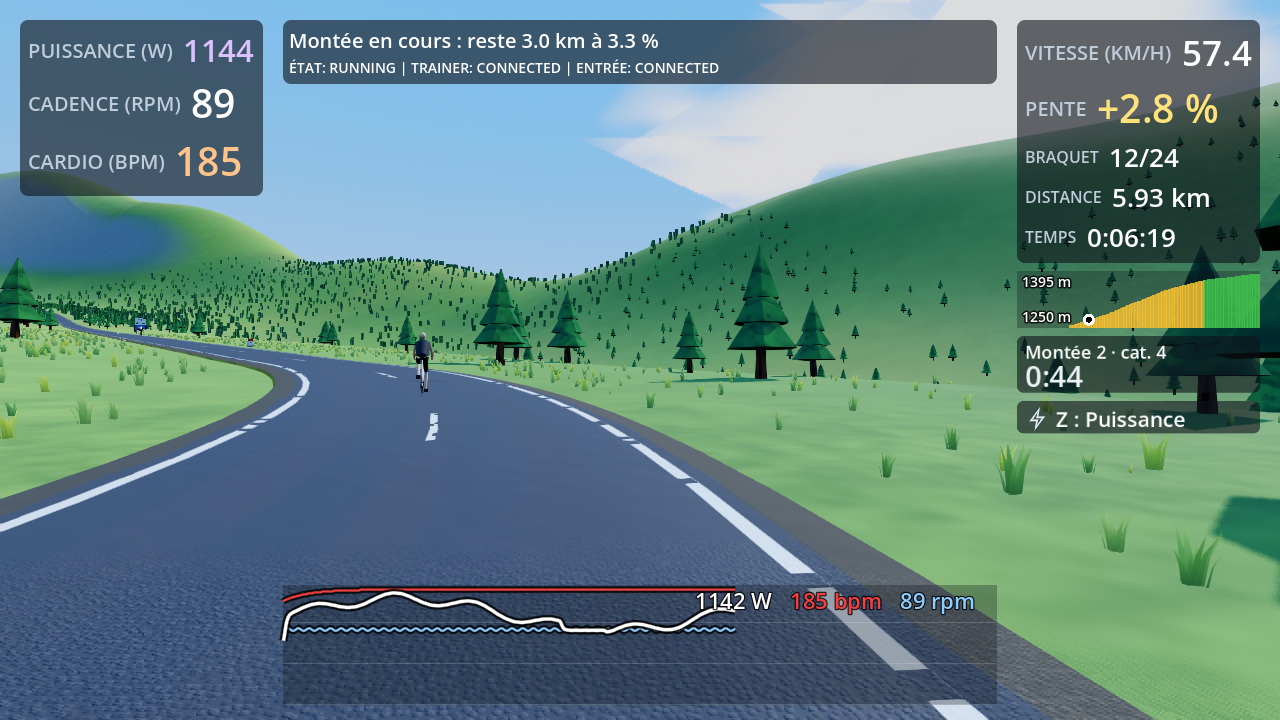 PUISSANCE (W) 1144
CADENCE (RPM) 89
CARDIO (BPM) 185
Montée en cours : reste 3.0 km à 3.3 %
ÉTAT: RUNNING | TRAINER: CONNECTED | ENTRÉE: CONNECTED
VITESSE (KM/H) 57.4
PENTE +2.8 %
BRAQUET 12/24
DISTANCE 5.93 km
TEMPS 0:06:19
1395 m
1250 m
Montée 2 · cat. 4
0:44
Z : Puissance
1142 W 185 bpm 89 rpm